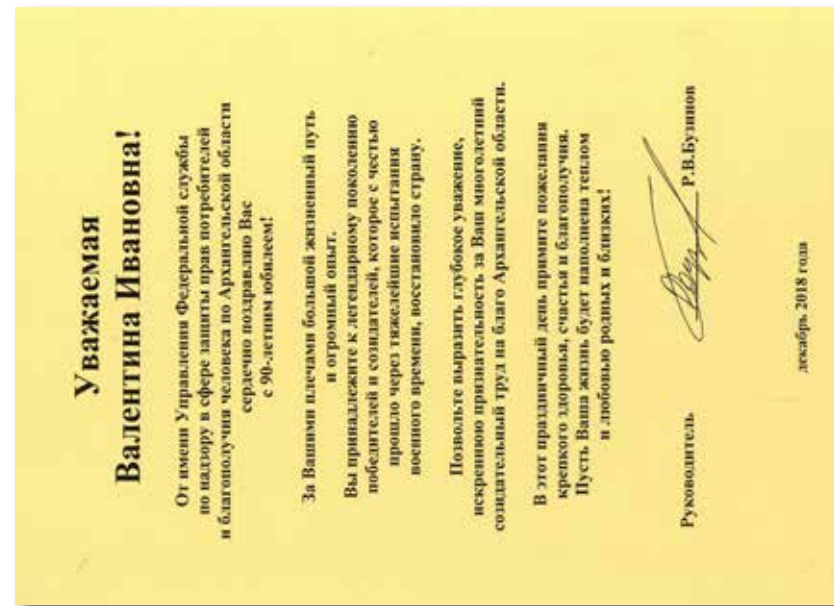 Уважаемая
Валентина Ивановна!
От имени Управления Федеральной службы
по надзору в сфере защиты прав потребителей
и благополучия человека по Архангельской области
сердечно поздравляю Вас
с 90-летним юбилеем!
За Вашими плечами большой жизненный путь
и огромный опыт.
Вы принадлежите к легендарному поколению
победителей и созидателей, которое с честью
прошло через тяжелейшие испытания
военного времени, восстановило страну.
Позвольте выразить глубокое уважение,
искреннюю признательность за Ваш многолетний
созидательный труд на благо Архангельской области.
В этот праздничный день примите пожелания
крепкого здоровья, счастья и благополучия.
Пусть Ваша жизнь будет наполнена теплом
и любовью родных и близких!
Руководитель Р.В.Бузинов
декабрь 2018 года